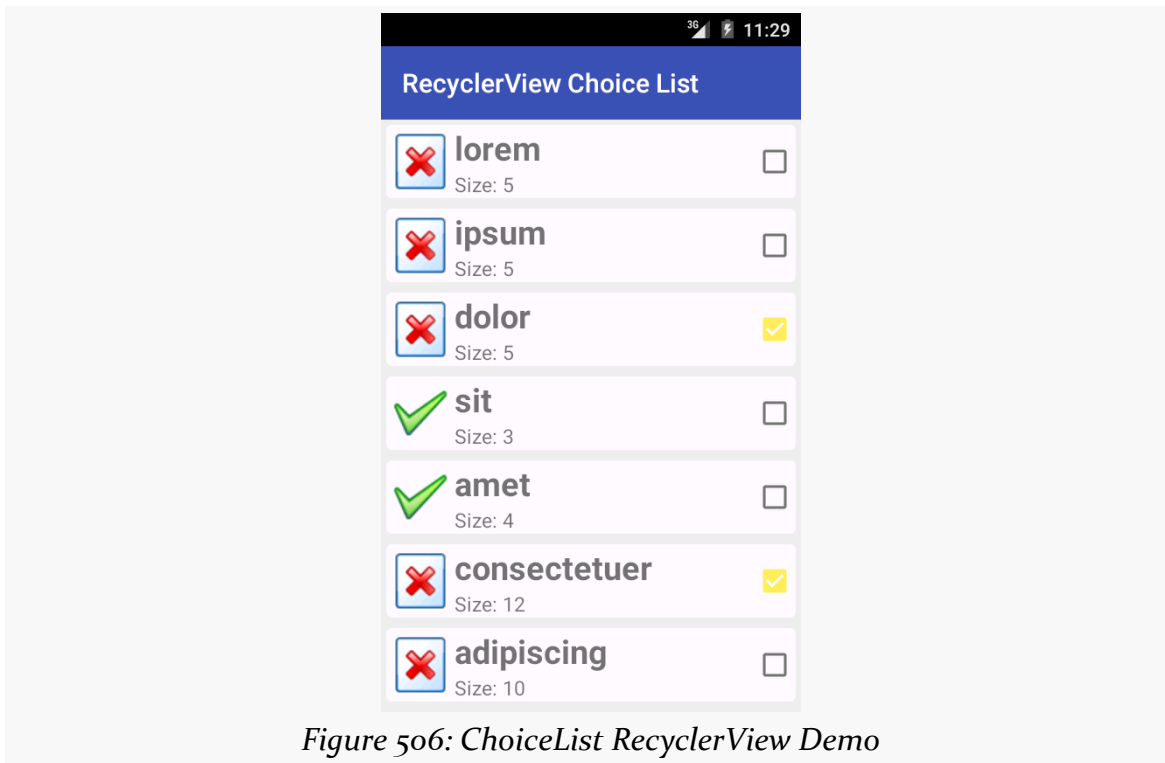 3G 11:29
RecyclerView Choice List
lorem
Size: 5
ipsum
Size: 5
dolor
Size: 5
sit
Size: 3
amet
Size: 4
consectetuer
Size: 12
adipiscing
Size: 10
Figure 506: ChoiceList RecyclerView Demo